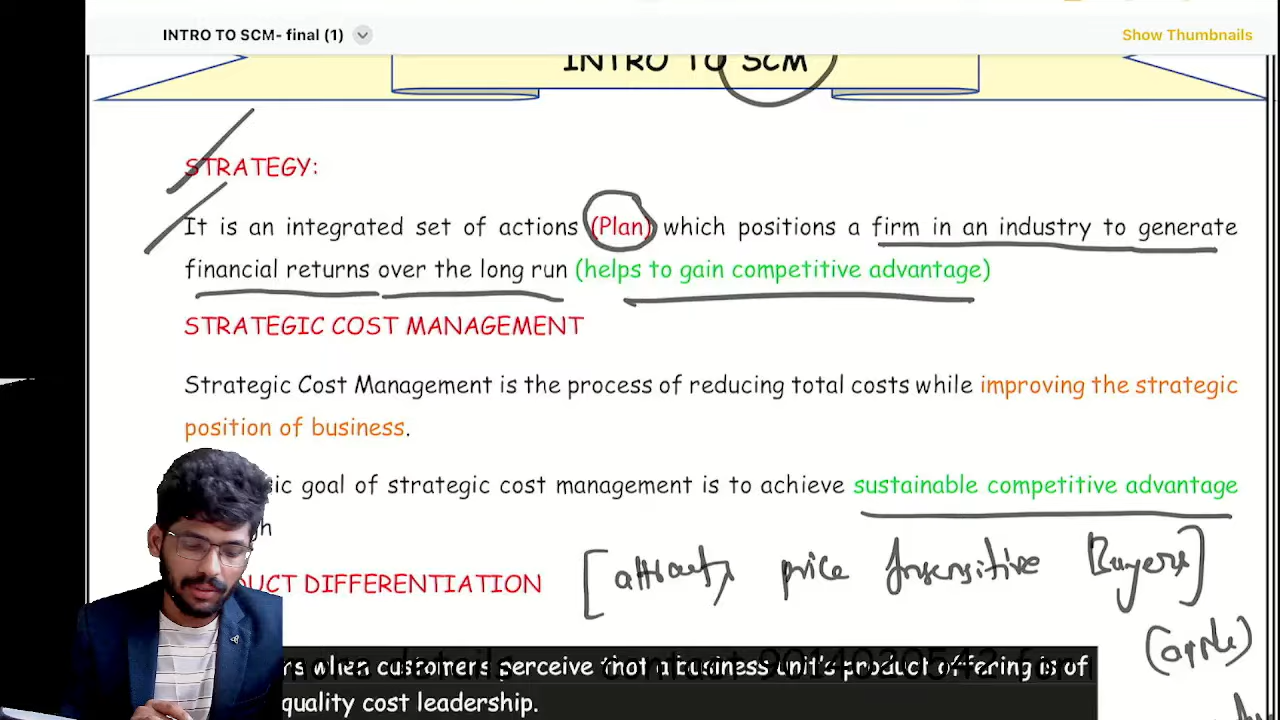 INTRO TO SCM- final (1)
Show Thumbnails
INTRO TO SCM
STRATEGY:
It is an integrated set of actions (Plan) which positions a firm in an industry to generate
financial returns over the long run (helps to gain competitive advantage)
STRATEGIC COST MANAGEMENT
Strategic Cost Management is the process of reducing total costs while improving the strategic
position of business.
ic goal of strategic cost management is to achieve sustainable competitive advantage
h
[attracts price Insensitive Buyers]
DUCT DIFFERENTIATION
(apple)
s when customers perceive that a business unit's product offering is of
quality cost leadership.